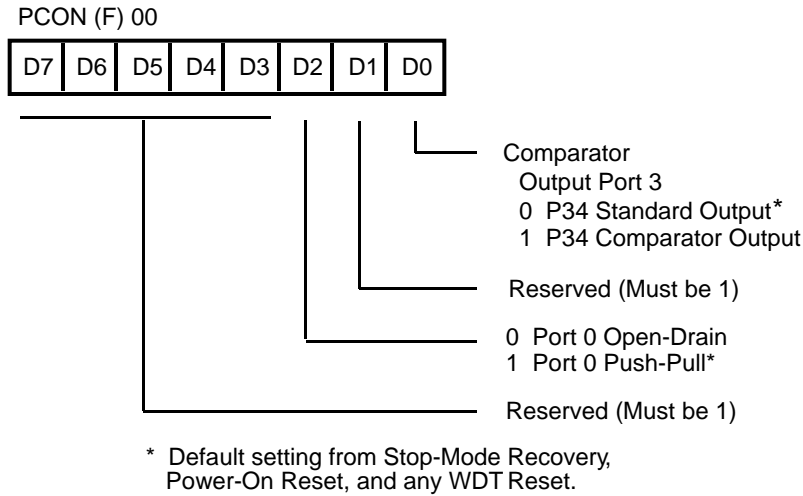 PCON (F) 00
D7 D6 D5 D4 D3 D2 D1 D0
Comparator
Output Port 3
0 P34 Standard Output*
1 P34 Comparator Output
Reserved (Must be 1)
0 Port 0 Open-Drain
1 Port 0 Push-Pull*
Reserved (Must be 1)
* Default setting from Stop-Mode Recovery,
Power-On Reset, and any WDT Reset.